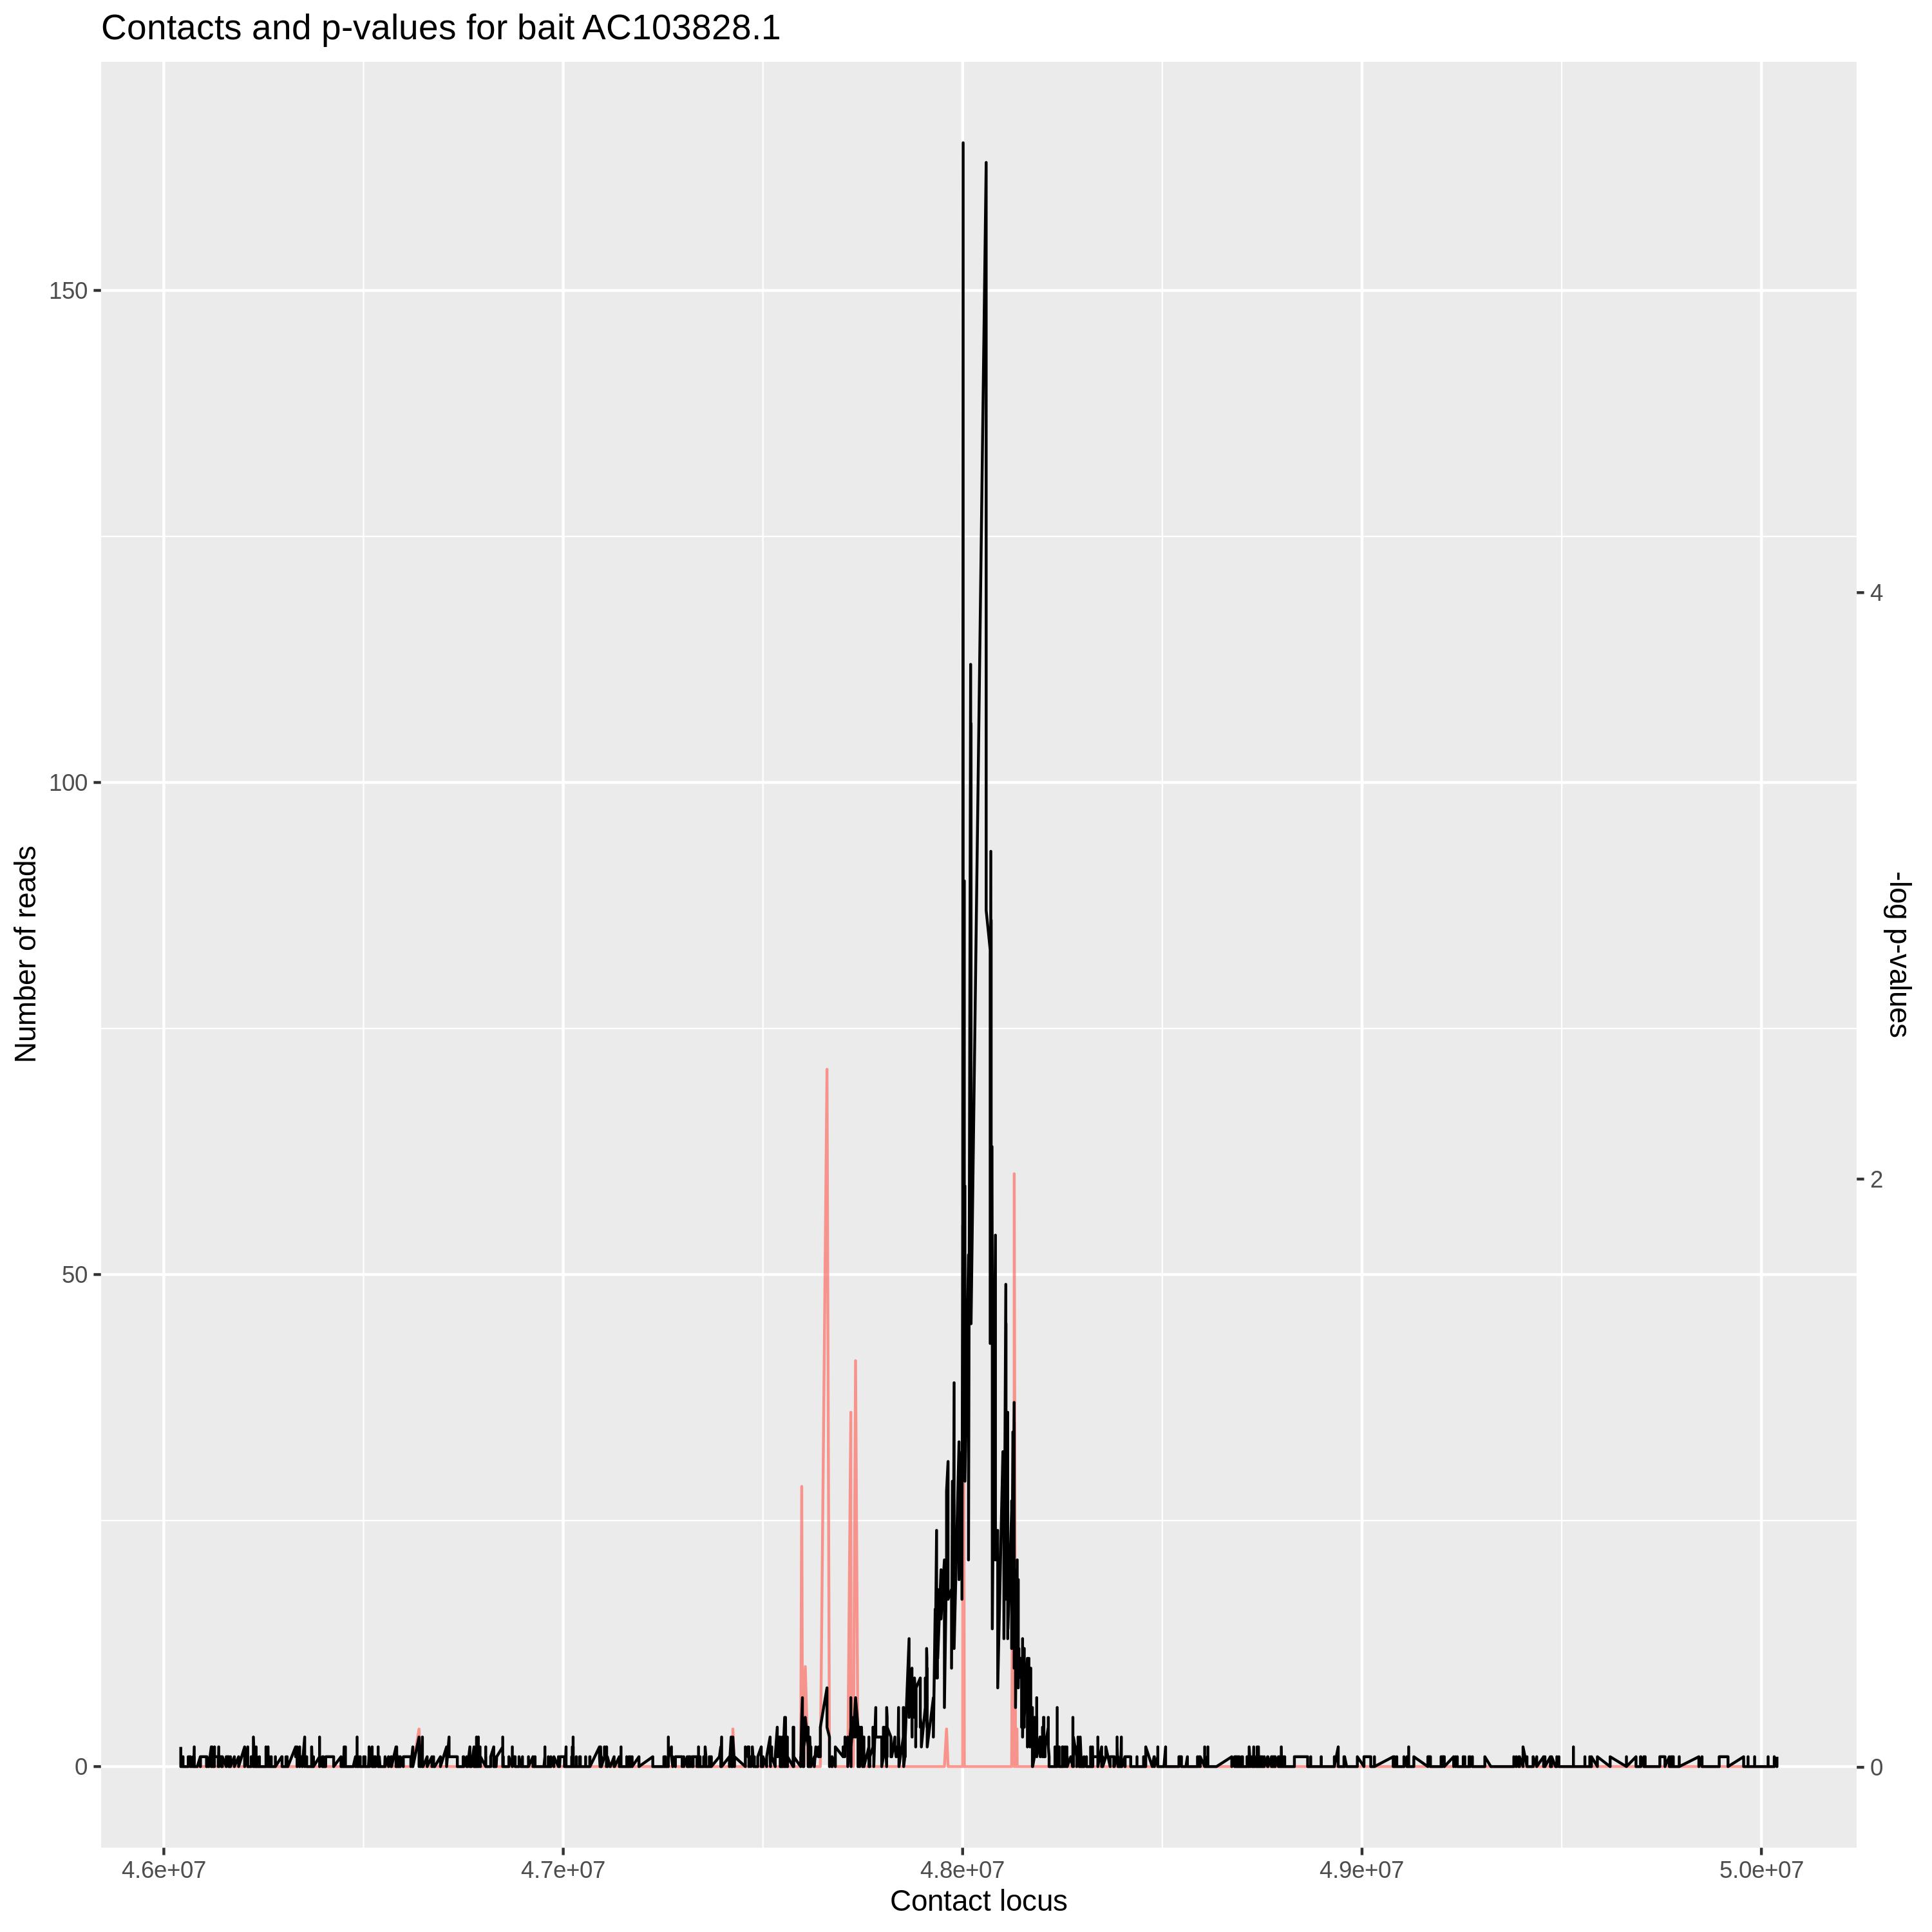 Contacts and p-values for bait AC103828.1
150
100
50
0
Number of reads
4
2
0
-log p-values
4.6e+07
4.7e+07
4.8e+07
4.9e+07
5.0e+07
Contact locus